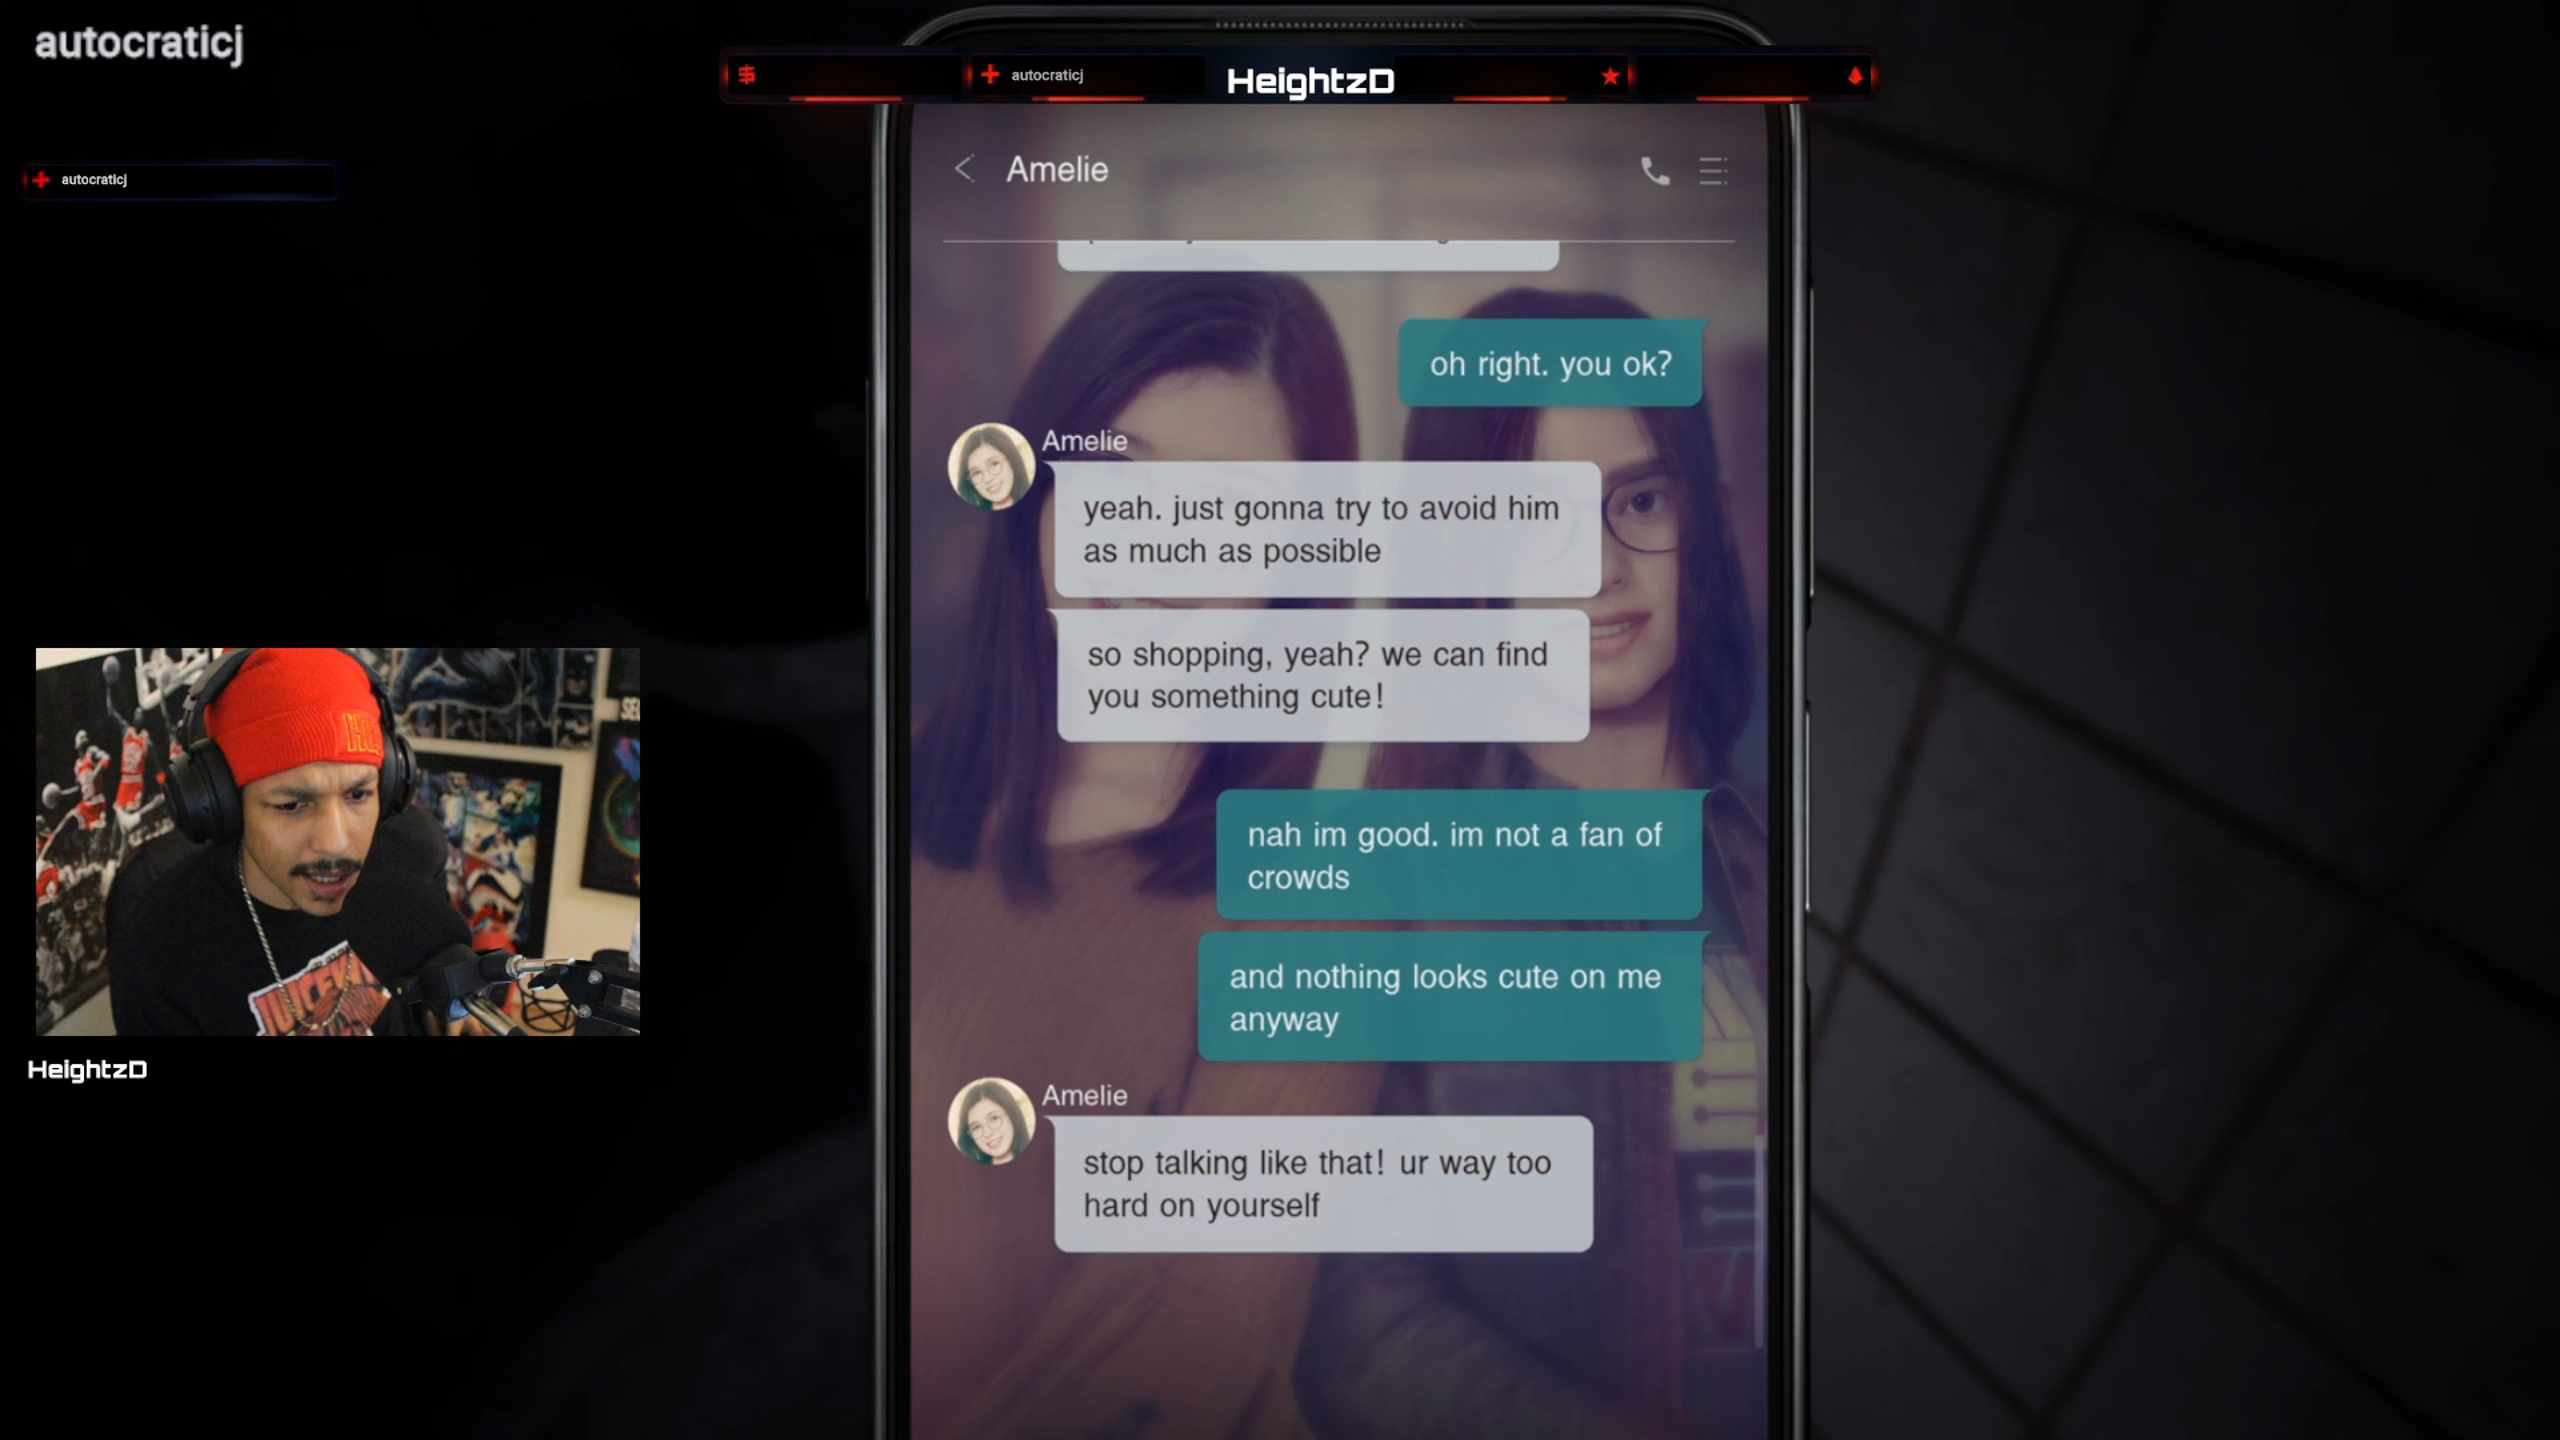 autocraticj
autocraticj
HeightzD
autocraticj
Amelie
oh right. you ok?
Amelie
yeah. just gonna try to avoid him
as much as possible
so shopping, yeah? we can find
you something cute!
nah im good. im not a fan of
crowds
and nothing looks cute on me
anyway
Amelie
stop talking like that! ur way too
hard on yourself
HeightzD